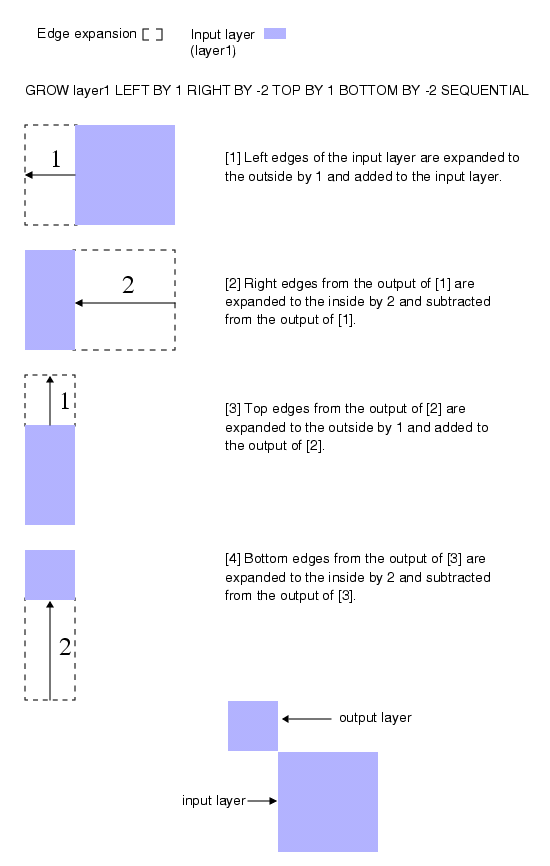 Edge expansion
Input layer
(layer1)
GROW layer1 LEFT BY 1 RIGHT BY -2 TOP BY 1 BOTTOM BY -2 SEQUENTIAL
1
[1] Left edges of the input layer are expanded to
the outside by 1 and added to the input layer.
2
[2] Right edges from the output of [1] are
expanded to the inside by 2 and subtracted
from the output of [1].
1
[3] Top edges from the output of [2] are
expanded to the outside by 1 and added to
the output of [2].
[4] Bottom edges from the output of [3] are
expanded to the inside by 2 and subtracted
from the output of [3].
2
output layer
input layer